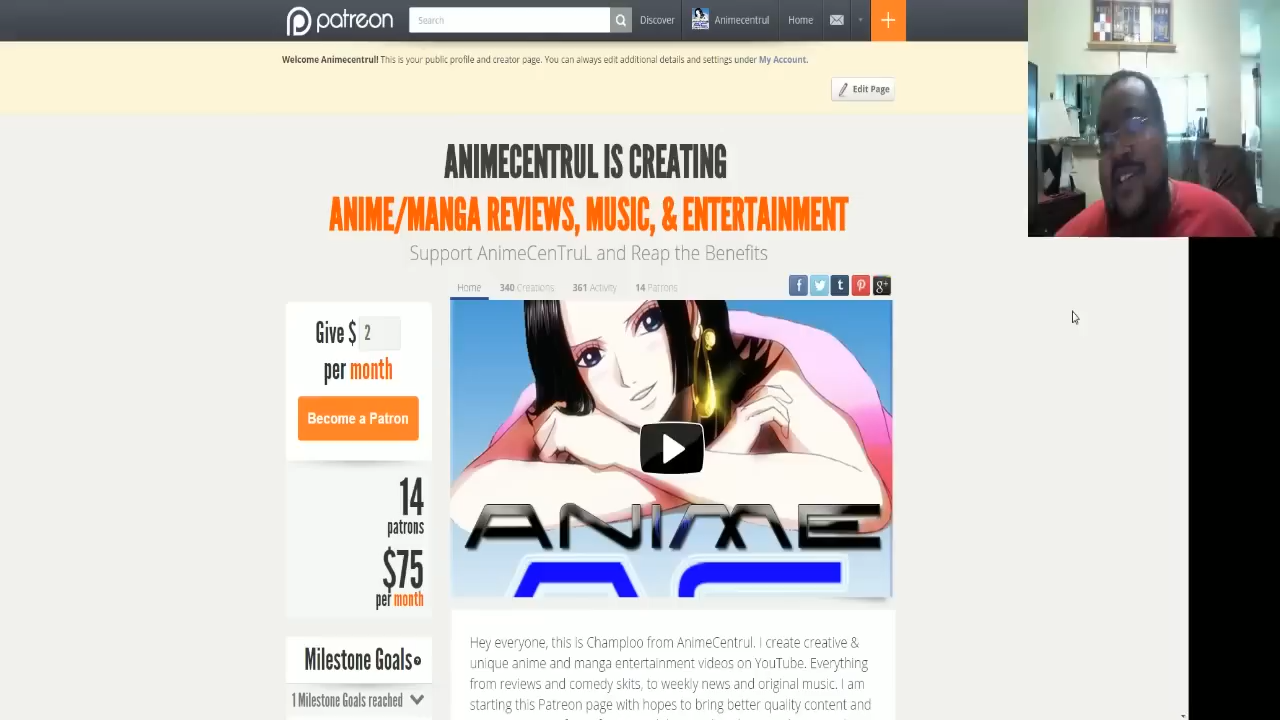 patreon
Search
Discover
Animecentrul
Home
Welcome Animecentrul! This is your public profile and creator page. You can always edit additional details and settings under My Account.
Edit Page
ANIMECENTRUL IS CREATING
ANIME/MANGA REVIEWS, MUSIC, & ENTERTAINMENT
Support AnimeCenTruL and Reap the Benefits
Home 340 Creations 361 Activity 14 Patrons
Give $ 2
per month
Become a Patron
14
patrons
$75
per month
Milestone Goals
1 Milestone Goals reached
ANIME
Hey everyone, this is Champloo from AnimeCentrul. I create creative &
unique anime and manga entertainment videos on YouTube. Everything
from reviews and comedy skits, to weekly news and original music. I am
starting this Patreon page with hopes to bring better quality content and